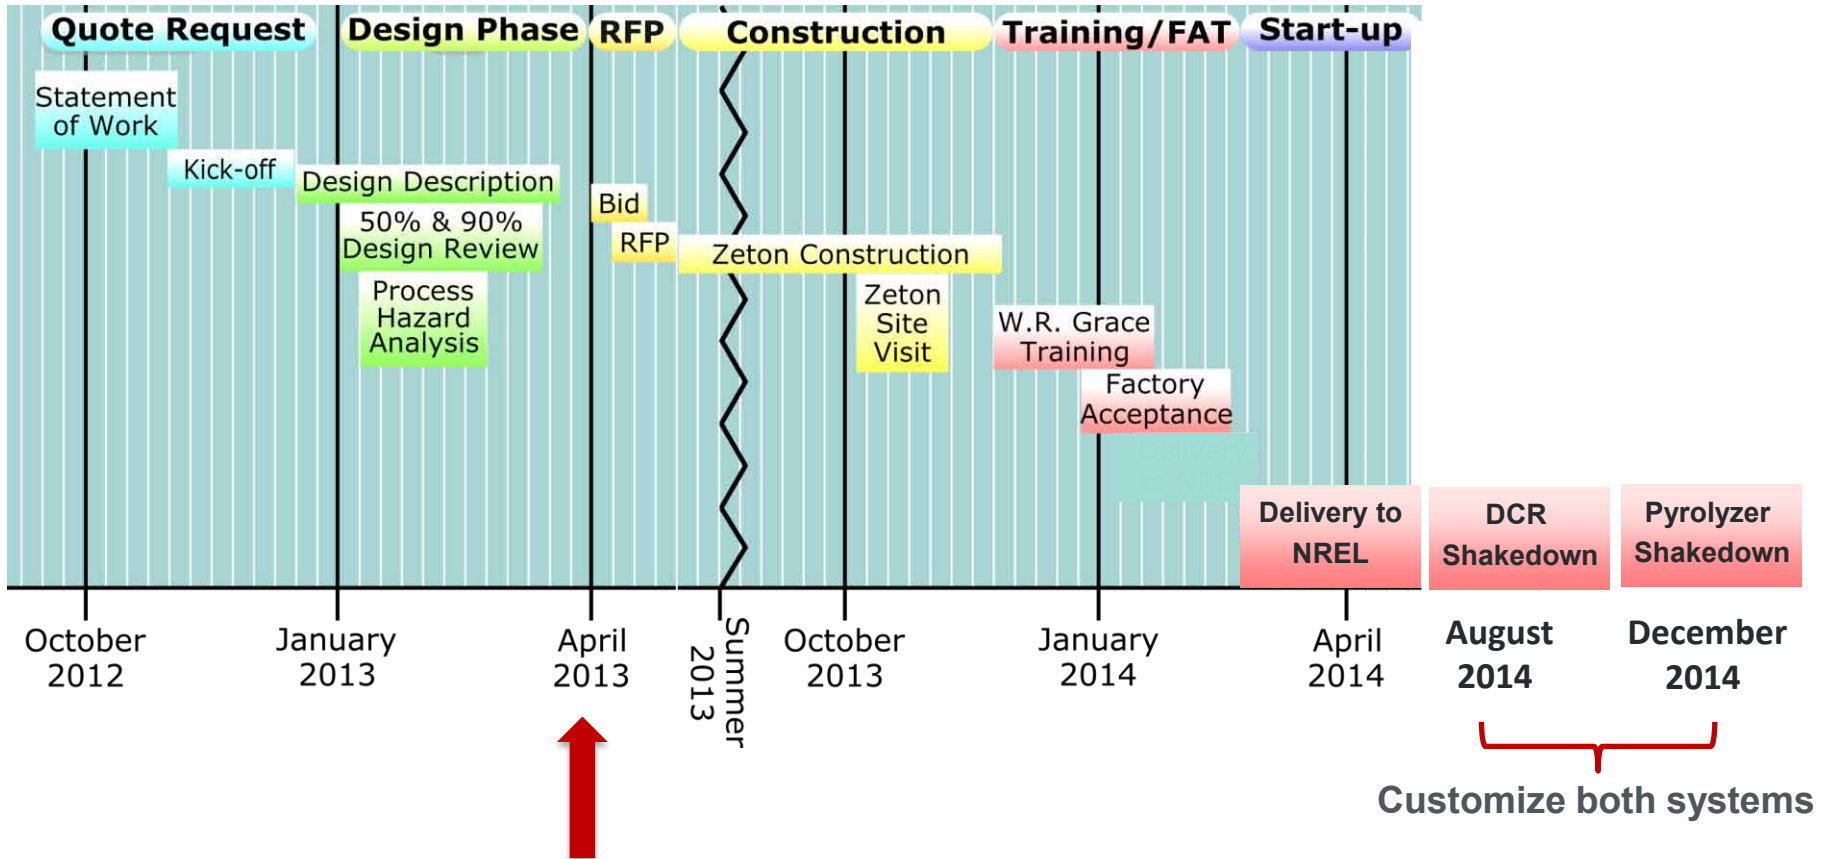 Quote Request
Design Phase
RFP
Construction
Training/FAT
Start-up
Statement
of Work
Kick-off
Design Description
50% & 90%
Design Review
Process
Hazard
Analysis
Bid
RFP
Zeton Construction
Zeton
Site
Visit
W.R. Grace
Training
Factory
Acceptance
Delivery to
NREL
DCR
Shakedown
Pyrolyzer
Shakedown
October
2012
January
2013
April
2013
Summer
2013
October
2013
January
2014
April
2014
August
2014
December
2014
Customize both systems